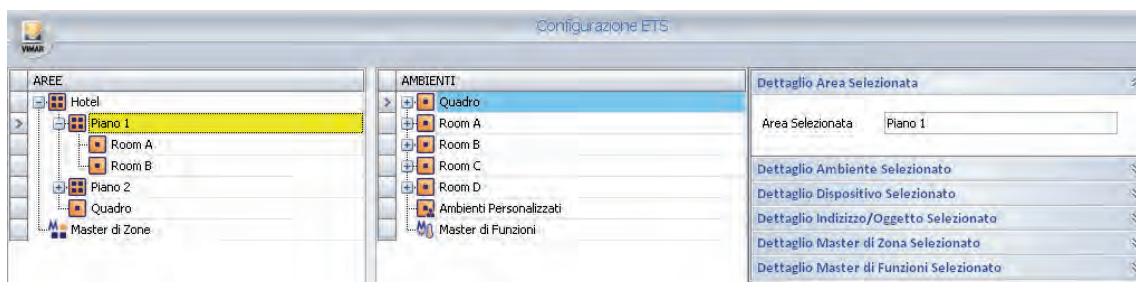 Configurazione ETS
VIMAR
AREE
Hotel
Piano 1
Room A
Room B
Piano 2
Quadro
Master di Zone
AMBIENTI
Quadro
Room A
Room B
Room C
Room D
Ambienti Personalizzati
Master di Funzioni
Dettaglio Area Selezionata
Area Selezionata Piano 1
Dettaglio Ambiente Selezionato
Dettaglio Dispositivo Selezionato
Dettaglio Indizizzo/Oggetto Selezionato
Dettaglio Master di Zona Selezionato
Dettaglio Master di Funzioni Selezionato